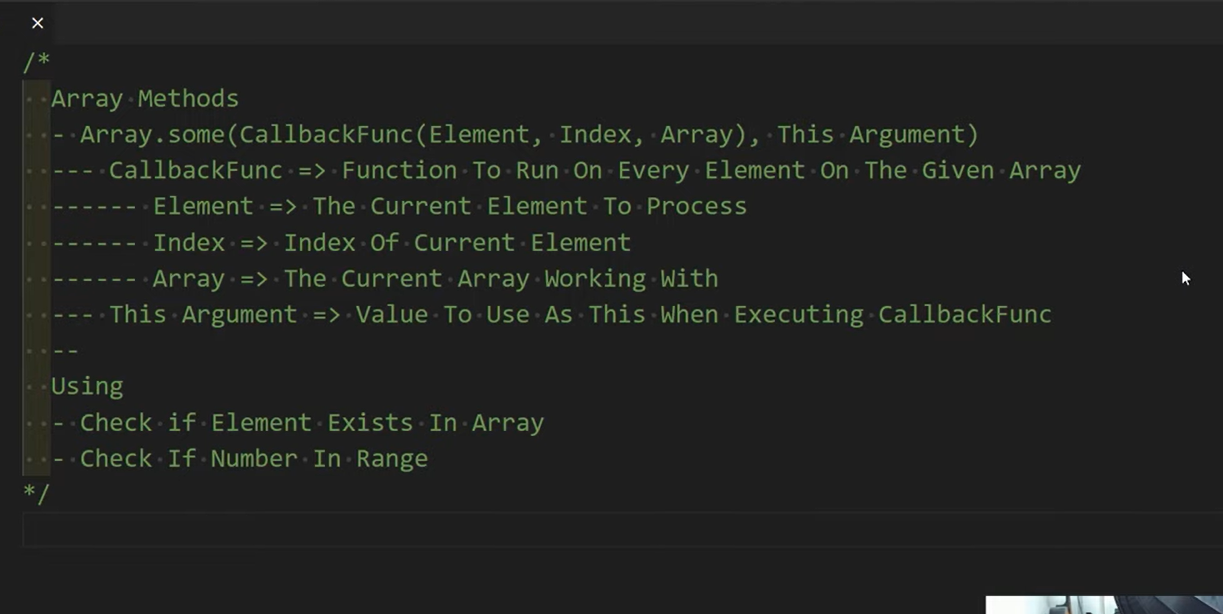 /*
Array Methods
- Array.some(CallbackFunc(Element, Index, Array), This Argument)
--- CallbackFunc => Function To Run On Every Element On The Given Array
------ Element => The Current Element To Process
------ Index => Index Of Current Element
------ Array => The Current Array Working With
--- This Argument => Value To Use As This When Executing CallbackFunc
--
Using
- Check if Element Exists In Array
- Check If Number In Range
*/